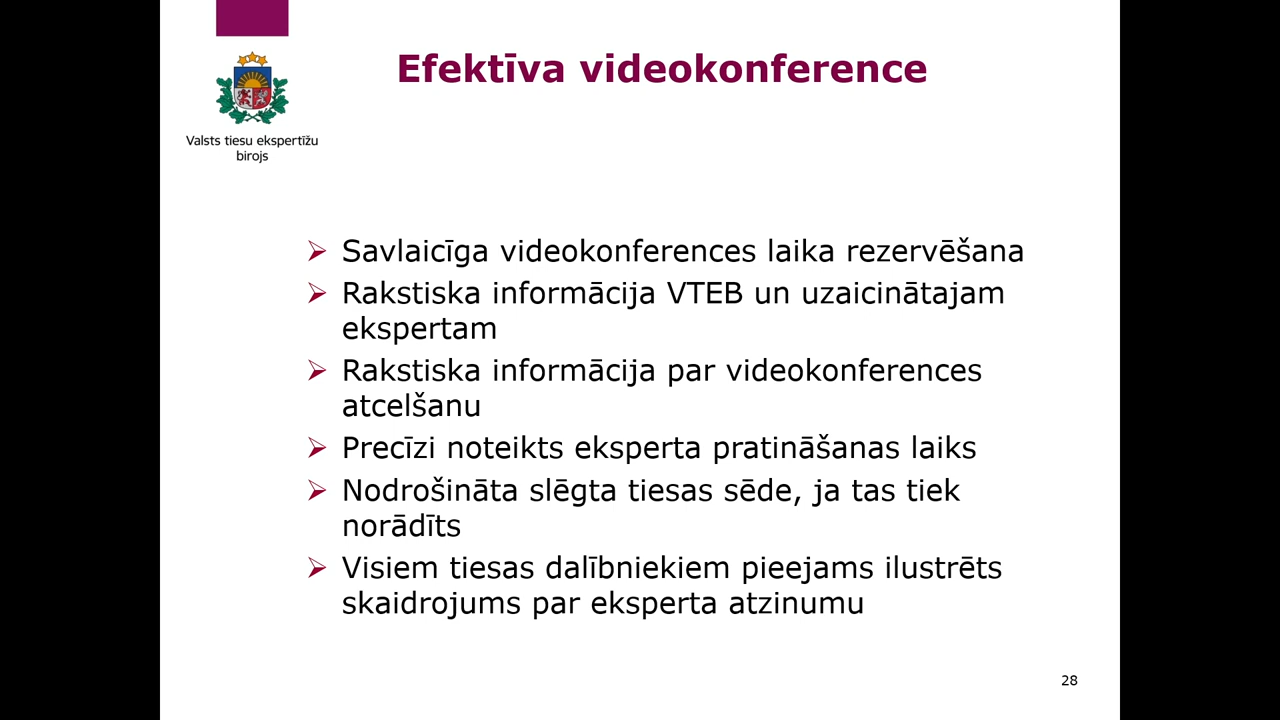 Efektīva videokonference
Valsts tiesu ekspertīžu
birojs
Savlaicīga videokonferences laika rezervēšana
Rakstiska informācija VTEB un uzaicinātajam
ekspertam
Rakstiska informācija par videokonferences
atcelšanu
Precīzi noteikts eksperta pratināšanas laiks
Nodrošināta slēgta tiesas sēde, ja tas tiek
norādīts
Visiem tiesas dalībniekiem pieejams ilustrēts
skaidrojums par eksperta atzinumu
28